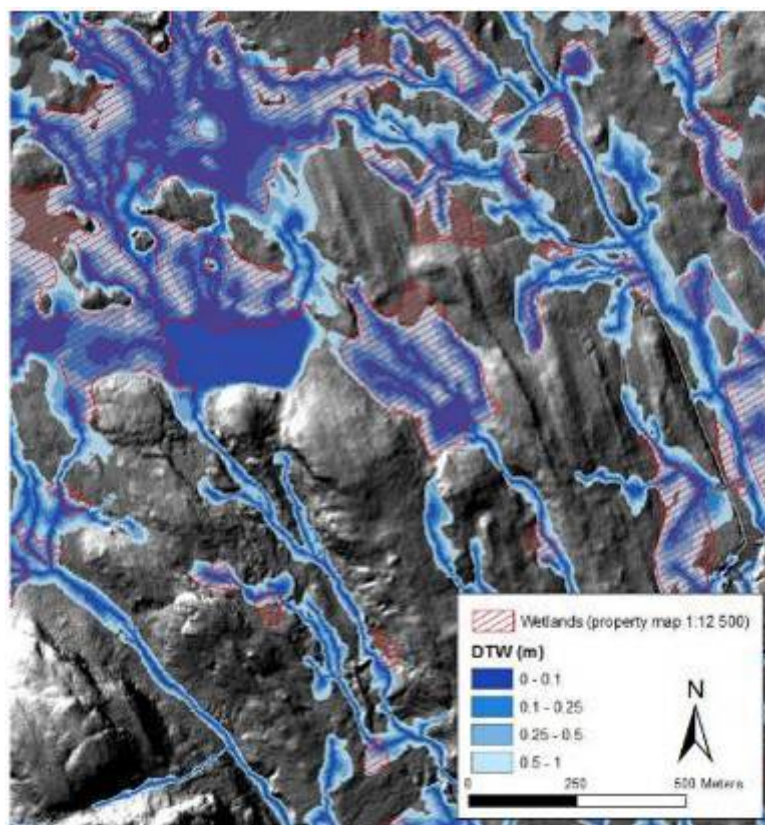 Wetlands (property map 1:12 500)
DTW (m)
0 - 0.1
0.1 - 0.25
0.25 - 0.5
0.5 - 1
N
0 250 500 Meters